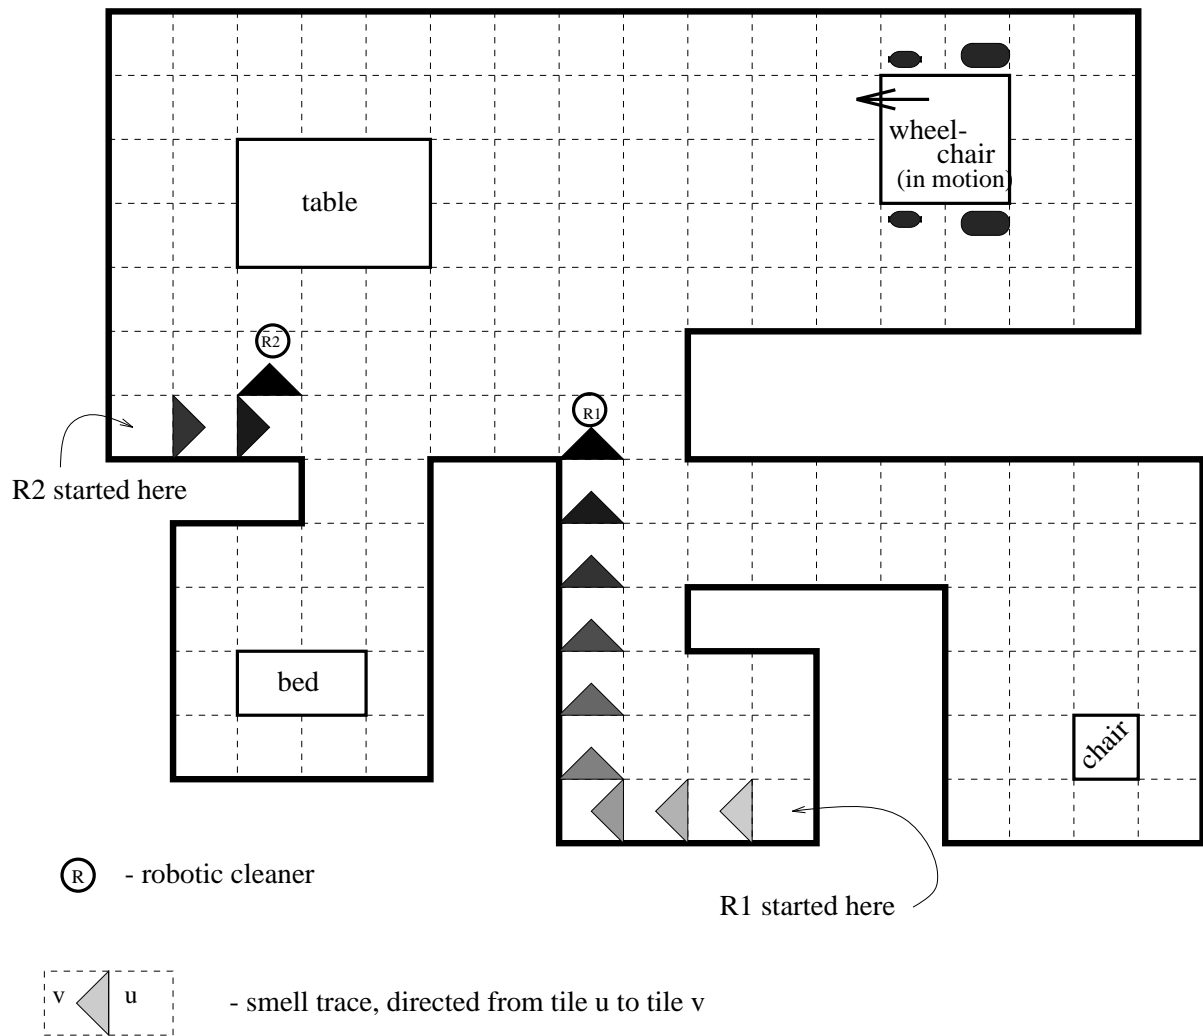 wheel-
chair
(in motion)
table
R2
R1
R2 started here
bed
chair
R - robotic cleaner
R1 started here
v u - smell trace, directed from tile u to tile v